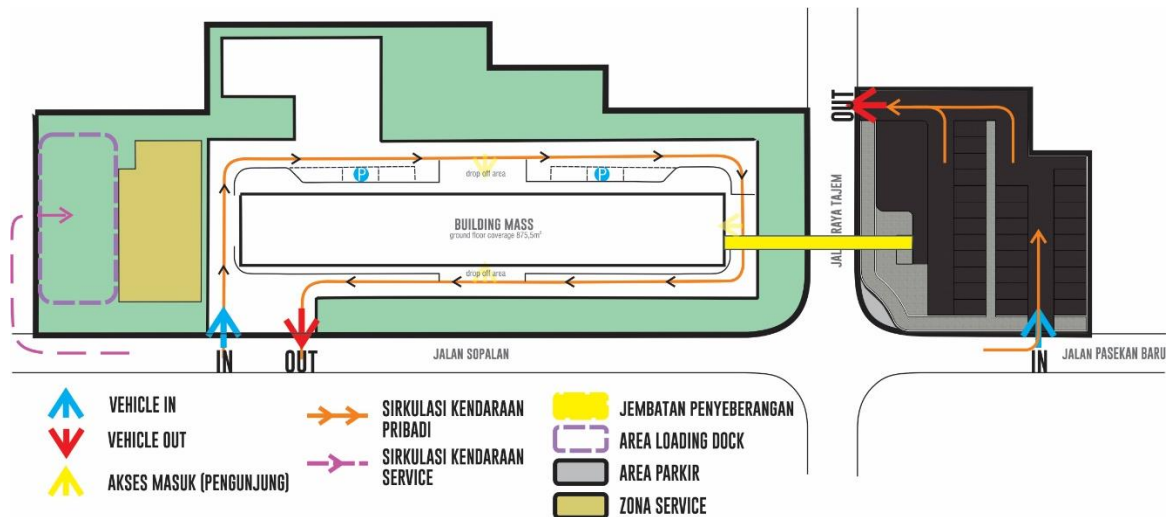 OUT
P
drop off area
P
BUILDING MASS
ground floor coverage 875,5m²
JALAN RAYA TAJEM
drop off area
IN
OUT
JALAN SOPALAN
IN
JALAN PASEKAN BARU
VEHICLE IN
VEHICLE OUT
AKSES MASUK (PENGUNJUNG)
SIRKULASI KENDARAAN
PRIBADI
SIRKULASI KENDARAAN
SERVICE
JEMBATAN PENYEBERANGAN
AREA LOADING DOCK
AREA PARKIR
ZONA SERVICE